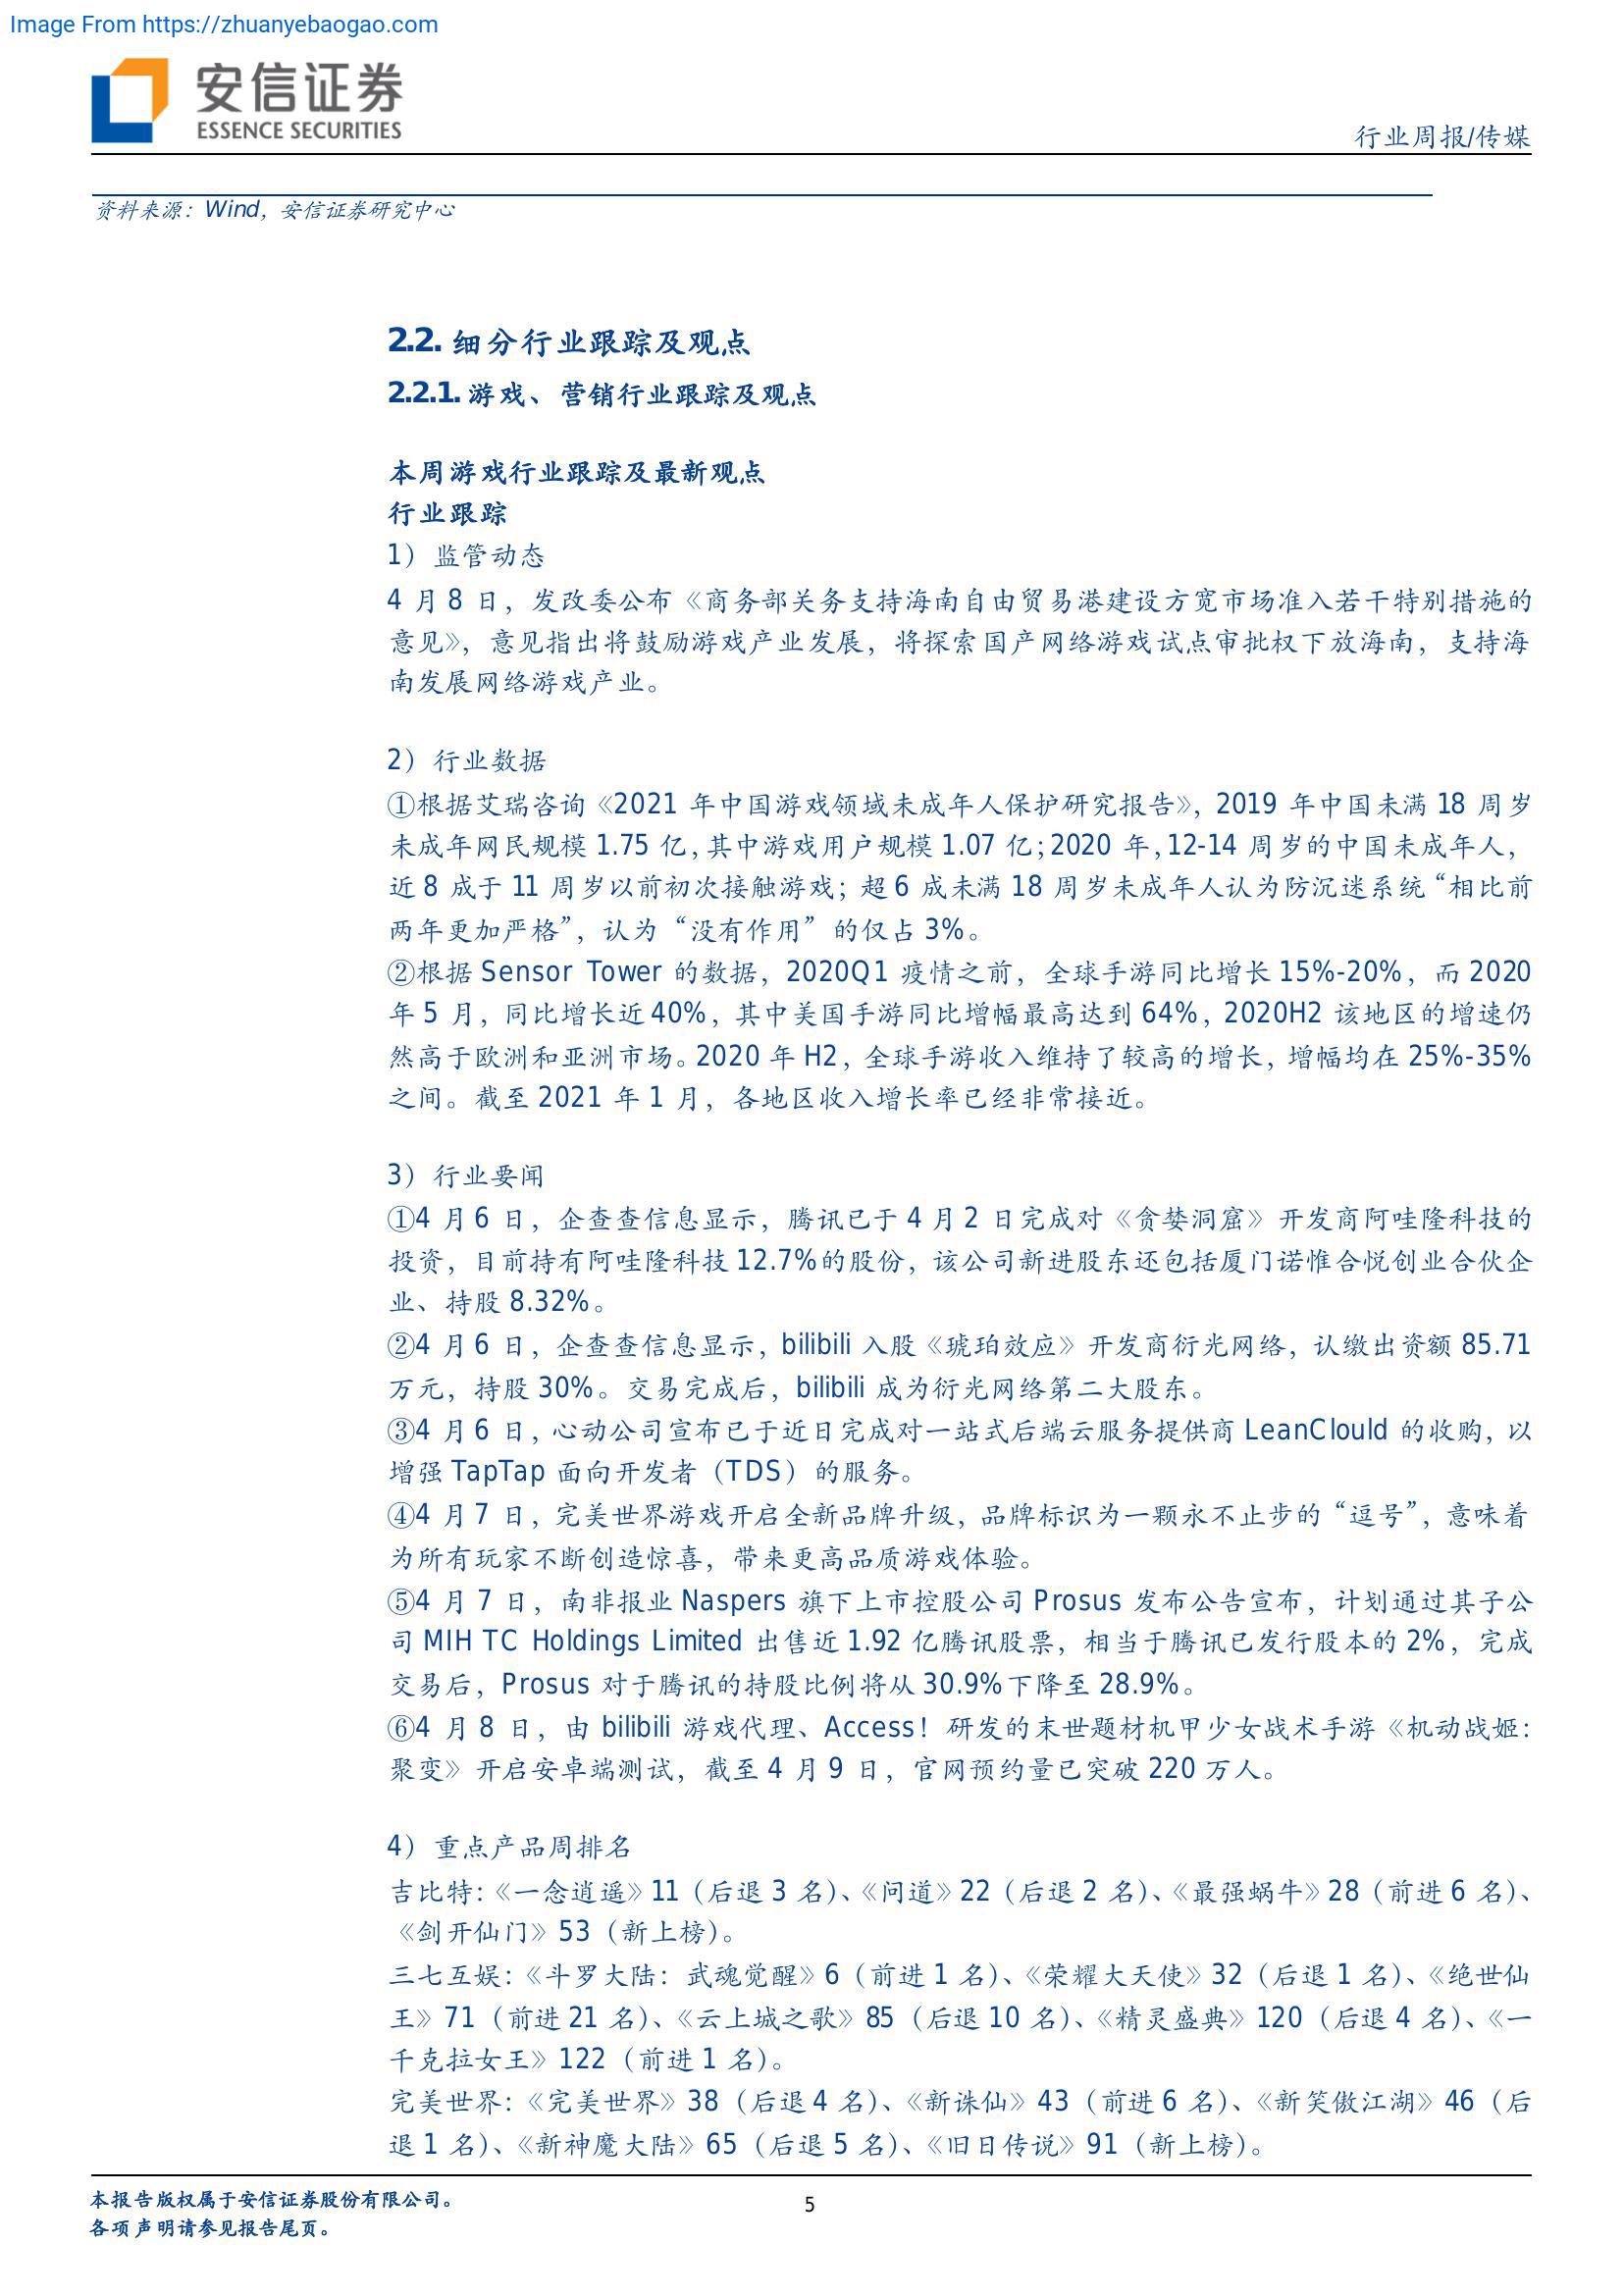 Image From https://zhuanyebaogao.com
安信证券
ESSENCE SECURITIES
行业周报/传媒
资料来源：Wind，安信证券研究中心
2.2. 细分行业跟踪及观点
2.2.1. 游戏、营销行业跟踪及观点
本周游戏行业跟踪及最新观点
行业跟踪
1）监管动态
4 月 8 日，发改委公布《商务部关务支持海南自由贸易港建设方宽市场准入若干特别措施的
意见》，意见指出将鼓励游戏产业发展，将探索国产网络游戏试点审批权下放海南，支持海
南发展网络游戏产业。
2）行业数据
①根据艾瑞咨询《2021 年中国游戏领域未成年人保护研究报告》，2019 年中国未满 18 周岁
未成年网民规模 1.75 亿，其中游戏用户规模 1.07 亿；2020 年，12-14 周岁的中国未成年人，
近 8 成于 11 周岁以前初次接触游戏；超 6 成未满 18 周岁未成年人认为防沉迷系统“相比前
两年更加严格”，认为“没有作用”的仅占 3%。
②根据 Sensor Tower 的数据，2020Q1 疫情之前，全球手游同比增长 15%-20%，而 2020
年 5 月，同比增长近 40%，其中美国手游同比增幅最高达到 64%，2020H2 该地区的增速仍
然高于欧洲和亚洲市场。2020 年 H2，全球手游收入维持了较高的增长，增幅均在 25%-35%
之间。截至 2021 年 1 月，各地区收入增长率已经非常接近。
3）行业要闻
①4 月 6 日，企查查信息显示，腾讯已于 4 月 2 日完成对《贪婪洞窟》开发商阿哇隆科技的
投资，目前持有阿哇隆科技 12.7%的股份，该公司新进股东还包括厦门诺惟合悦创业合伙企
业、持股 8.32%。
②4 月 6 日，企查查信息显示，bilibili 入股《琥珀效应》开发商衍光网络，认缴出资额 85.71
万元，持股 30%。交易完成后，bilibili 成为衍光网络第二大股东。
③4 月 6 日，心动公司宣布已于近日完成对一站式后端云服务提供商 LeanClould 的收购，以
增强 TapTap 面向开发者（TDS）的服务。
④4 月 7 日，完美世界游戏开启全新品牌升级，品牌标识为一颗永不止步的“逗号”，意味着
为所有玩家不断创造惊喜，带来更高品质游戏体验。
⑤4 月 7 日，南非报业 Naspers 旗下上市控股公司 Prosus 发布公告宣布，计划通过其子公
司 MIH TC Holdings Limited 出售近 1.92 亿腾讯股票，相当于腾讯已发行股本的 2%，完成
交易后，Prosus 对于腾讯的持股比例将从 30.9%下降至 28.9%。
⑥4 月 8 日，由 bilibili 游戏代理、Access！研发的末世题材机甲少女战术手游《机动战姬：
聚变》开启安卓端测试，截至 4 月 9 日，官网预约量已突破 220 万人。
4）重点产品周排名
吉比特：《一念逍遥》11（后退 3 名）、《问道》22（后退 2 名）、《最强蜗牛》28（前进 6 名）、
《剑开仙门》53（新上榜）。
三七互娱：《斗罗大陆：武魂觉醒》6（前进 1 名）、《荣耀大天使》32（后退 1 名）、《绝世仙
王》71（前进 21 名）、《云上城之歌》85（后退 10 名）、《精灵盛典》120（后退 4 名）、《一
千克拉女王》122（前进 1 名）。
完美世界：《完美世界》38（后退 4 名）、《新诛仙》43（前进 6 名）、《新笑傲江湖》46（后
退 1 名）、《新神魔大陆》65（后退 5 名）、《旧日传说》91（新上榜）。
本报告版权属于安信证券股份有限公司。
5
各项声明请参见报告尾页。